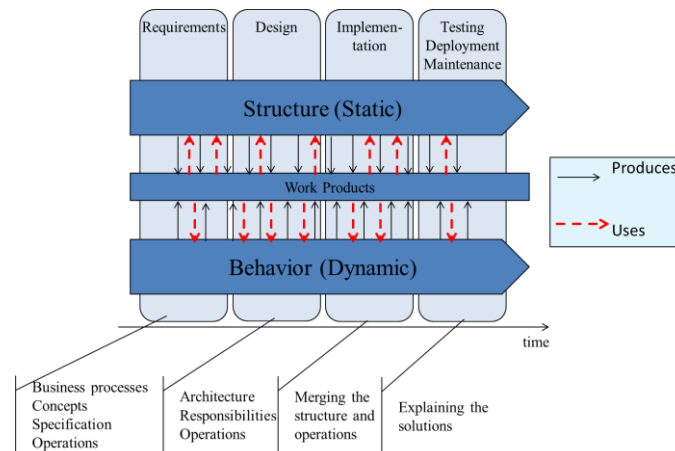 Requirements
Design
Implemen-
tation
Testing
Deployment
Maintenance
Structure (Static)
Work Products
Behavior (Dynamic)
Produces
Uses
time
Business processes
Concepts
Specification
Operations
Architecture
Responsibilities
Operations
Merging the
structure and
operations
Explaining the
solutions